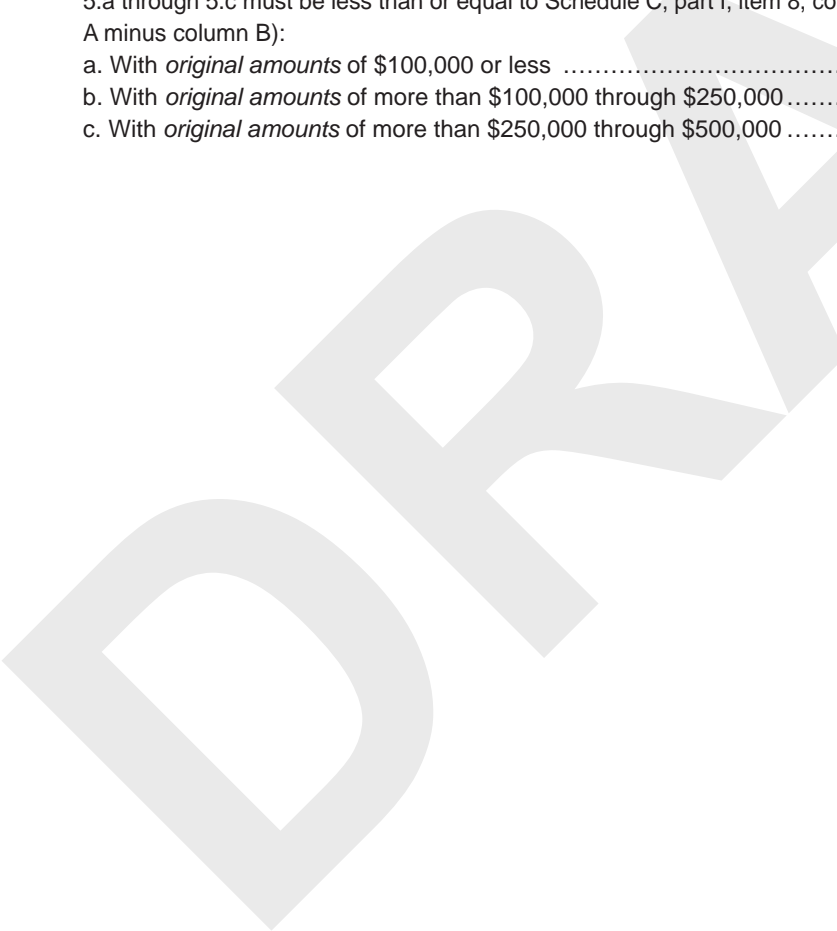 5.a through 5.c must be less than or equal to Schedule C, part I, item 8,
A minus column B):
a. With original amounts of $100,000 or less ..................................
b. With original amounts of more than $100,000 through $250,000.......
c. With original amounts of more than $250,000 through $500,000 .......
DRA